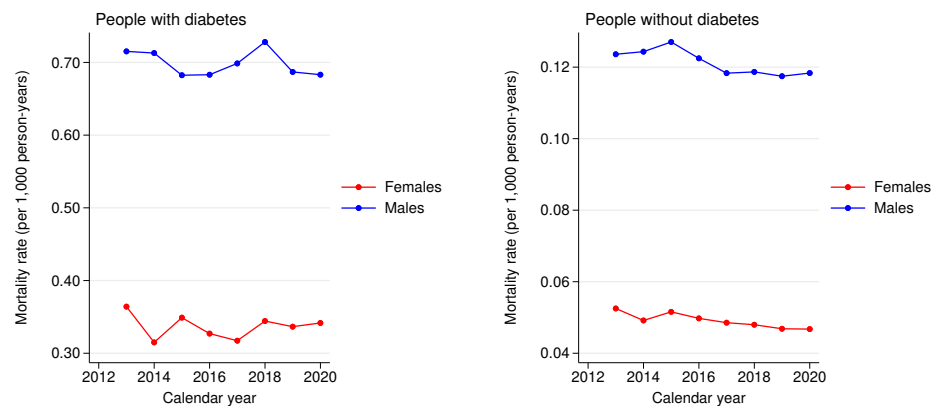 People with diabetes
Mortality rate (per 1,000 person-years)
0.70
0.60
0.50
0.40
0.30
2012 2014 2016 2018 2020
Calendar year
Females
Males
People without diabetes
Mortality rate (per 1,000 person-years)
0.12
0.10
0.08
0.06
0.04
2012 2014 2016 2018 2020
Calendar year
Females
Males